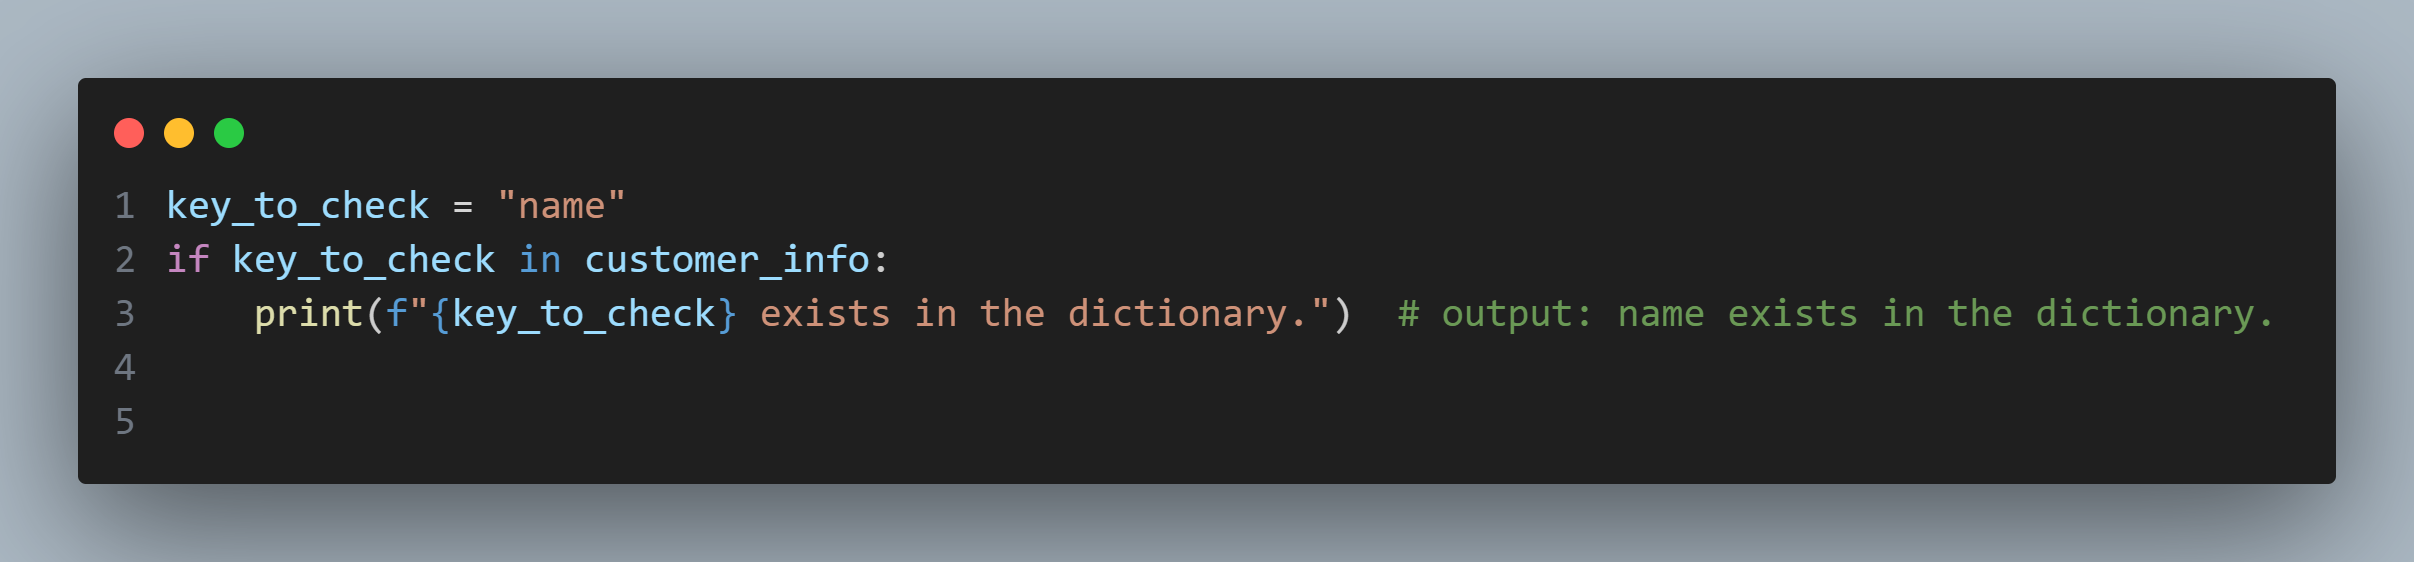 1 key_to_check = "name"
2 if key_to_check in customer_info:
3     print(f"{key_to_check} exists in the dictionary.")  # output: name exists in the dictionary.
4
5